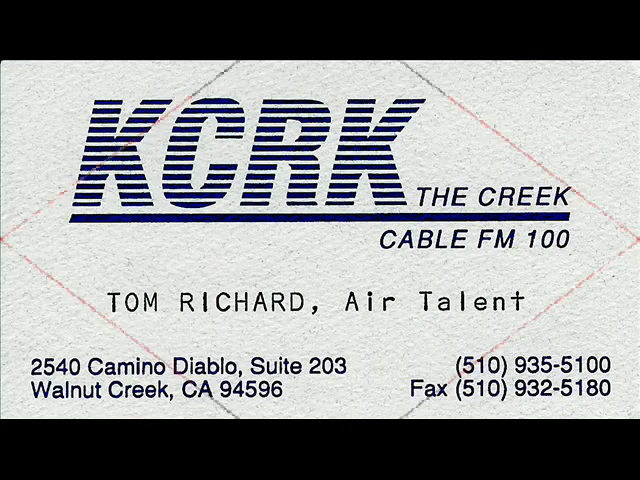 KCRK
THE CREEK
CABLE FM 100
TOM RICHARD, Air Talent
2540 Camino Diablo, Suite 203
Walnut Creek, CA 94596
(510) 935-5100
Fax (510) 932-5180